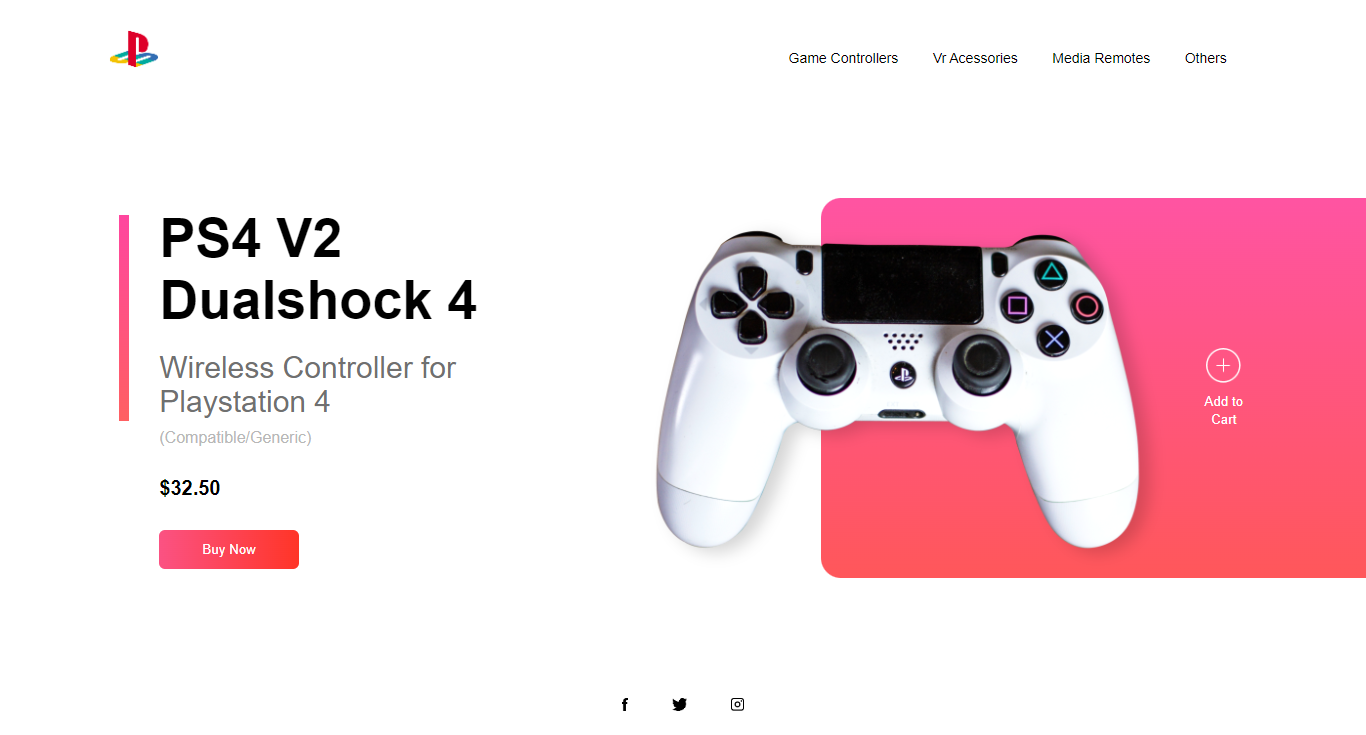 Game Controllers
Vr Acessories
Media Remotes
Others
PS4 V2
Dualshock 4
Wireless Controller for
Playstation 4
(Compatible/Generic)
$32.50
Buy Now
Add to
Cart